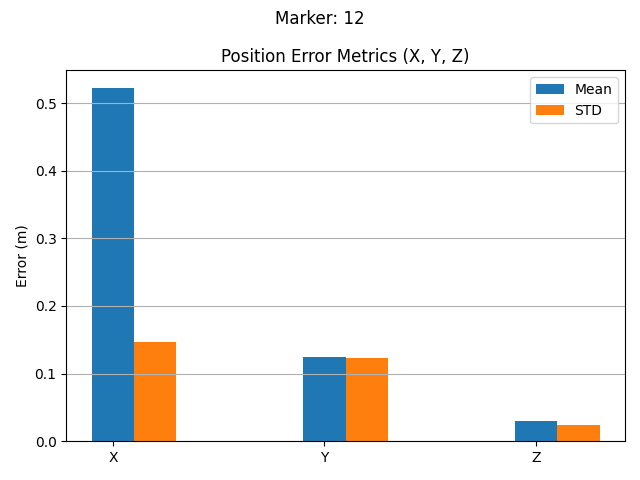 Marker: 12
Position Error Metrics (X, Y, Z)
Mean
STD
Error (m)
0.5
0.4
0.3
0.2
0.1
0.0
X
Y
Z